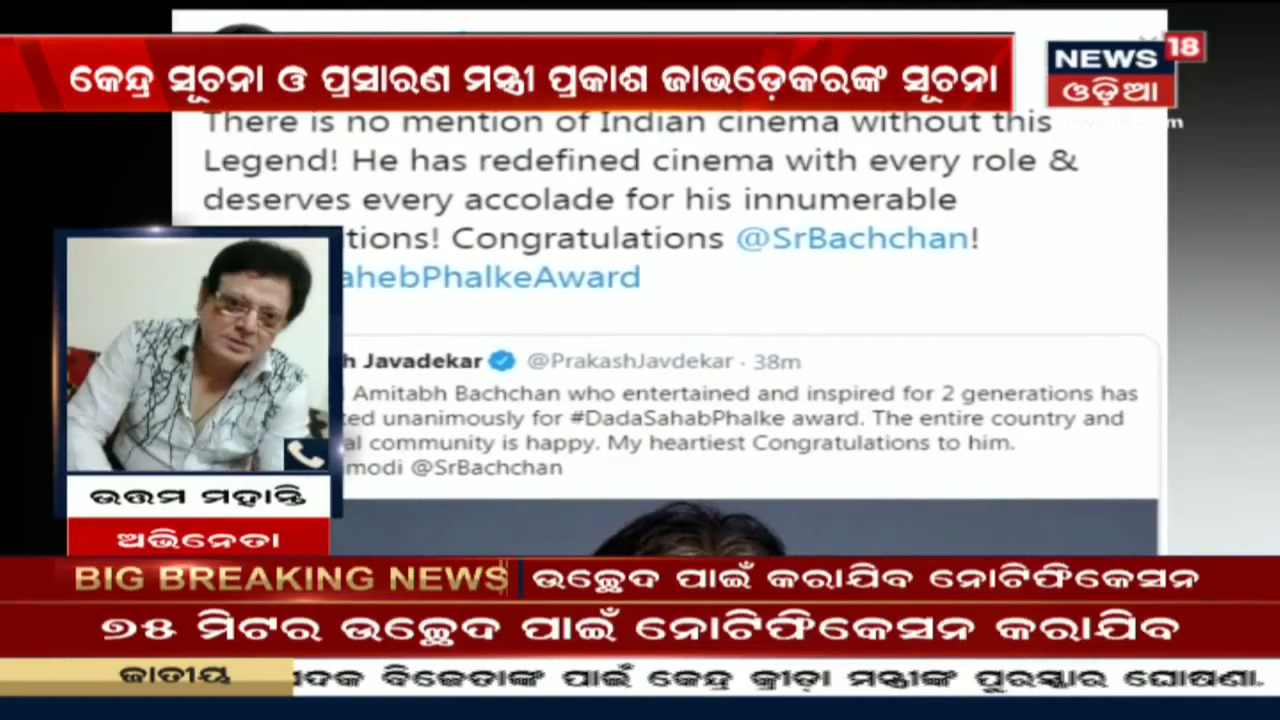 କେନ୍ଦ୍ର ସୂଚନା ଓ ପ୍ରସାରଣ ମନ୍ତ୍ରୀ ପ୍ରକାଶ ଜାଭଡ଼େକରଙ୍କ ସୂଚନା
NEWS 18
ଓଡ଼ିଆ
There is no mention of Indian cinema without this
Legend! He has redefined cinema with every role &
deserves every accolade for his innumerable
tions! Congratulations @SrBachchan!
ahebPhalkeAward
h Javadekar @PrakashJavdekar · 38m
Amitabh Bachchan who entertained and inspired for 2 generations has
ted unanimously for #DadaSahabPhalke award. The entire country and
al community is happy. My heartiest Congratulations to him.
modi @SrBachchan
ଉତ୍ତମ ମହାନ୍ତି
ଅଭିନେତା
BIG BREAKING NEWS ଉଚ୍ଛେଦ ପାଇଁ କରାଯିବ ନୋଟିଫିକେସନ
୭୫ ମିଟର ଉଚ୍ଛେଦ ପାଇଁ ନୋଟିଫିକେସନ କରାଯିବ
ଜାତୀୟ ପଦକ ବିଜେତାଙ୍କ ପାଇଁ କେନ୍ଦ୍ର କ୍ରୀଡ଼ା ମନ୍ତ୍ରୀଙ୍କ ପୁରସ୍କାର ଘୋଷଣା.